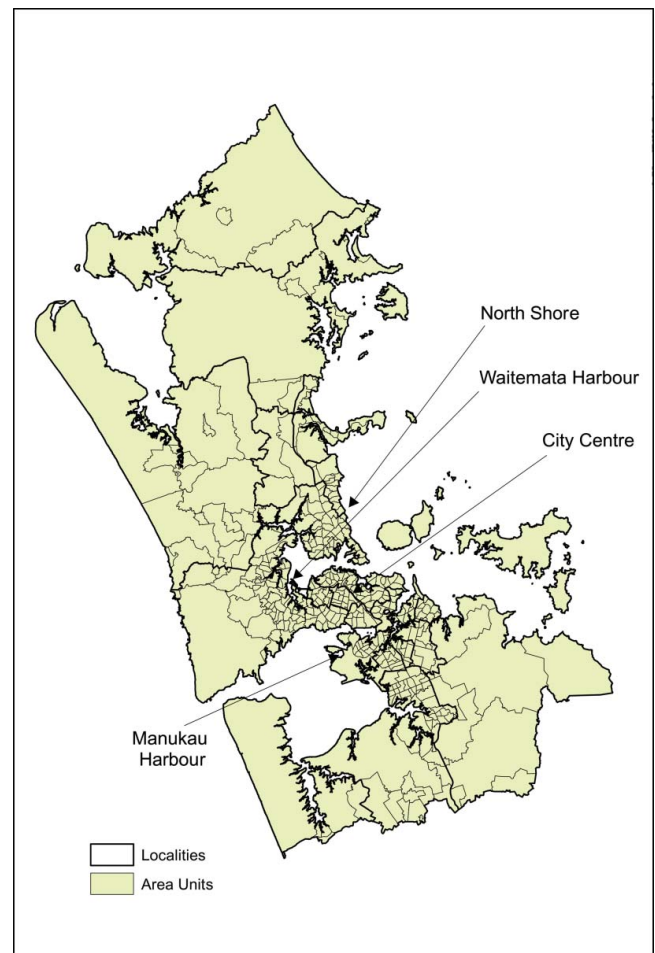 North Shore
Waitemata Harbour
City Centre
Manukau
Harbour
Localities
Area Units